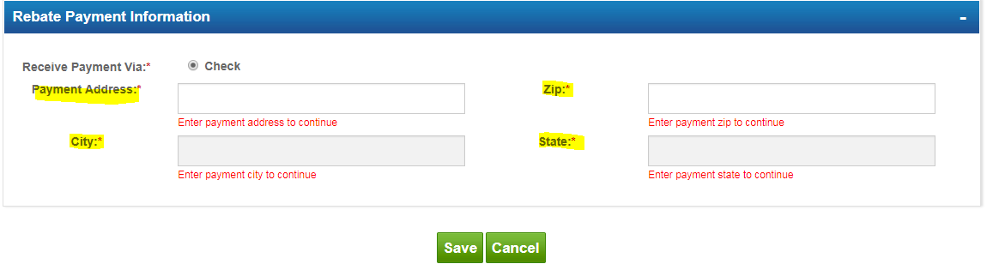 Rebate Payment Information -
Receive Payment Via:* Check
Payment Address:* Zip:*
Enter payment address to continue Enter payment zip to continue
City:* State:*
Enter payment city to continue Enter payment state to continue
Save Cancel